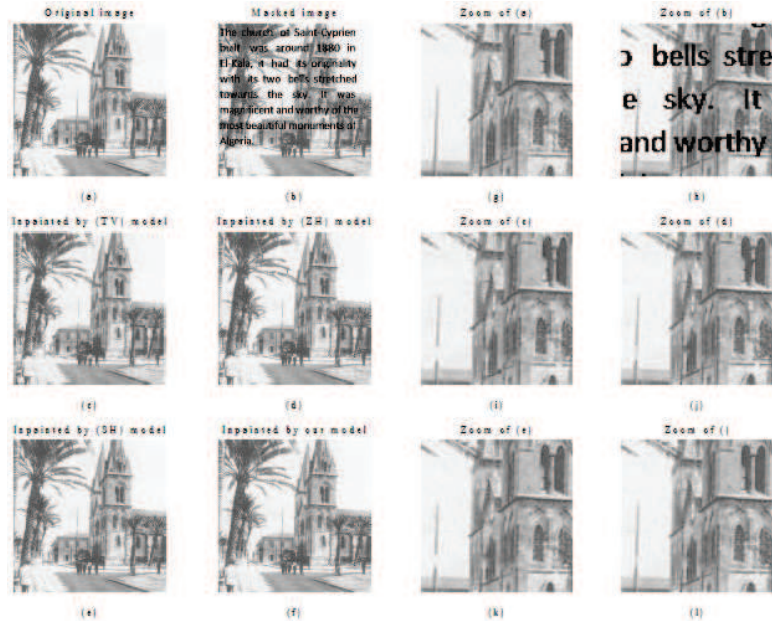 Original image
Masked image
Zoom of (a)
Zoom of (b)
The church of Saint-Cyprien
built was around 1880 in
El-Kala, it had its originality
with its two bells stretched
towards the sky. It was
magnificent and worthy of the
most beautiful monuments of
Algeria.
o bells stre
e sky. It
and worthy
(a)
(b)
(g)
(h)
Inpainted by (TV) model
Inpainted by (ZH) model
Zoom of (c)
Zoom of (d)
(c)
(d)
(i)
(j)
Inpainted by (SH) model
Inpainted by our model
Zoom of (e)
Zoom of ()
(e)
(f)
(k)
(l)